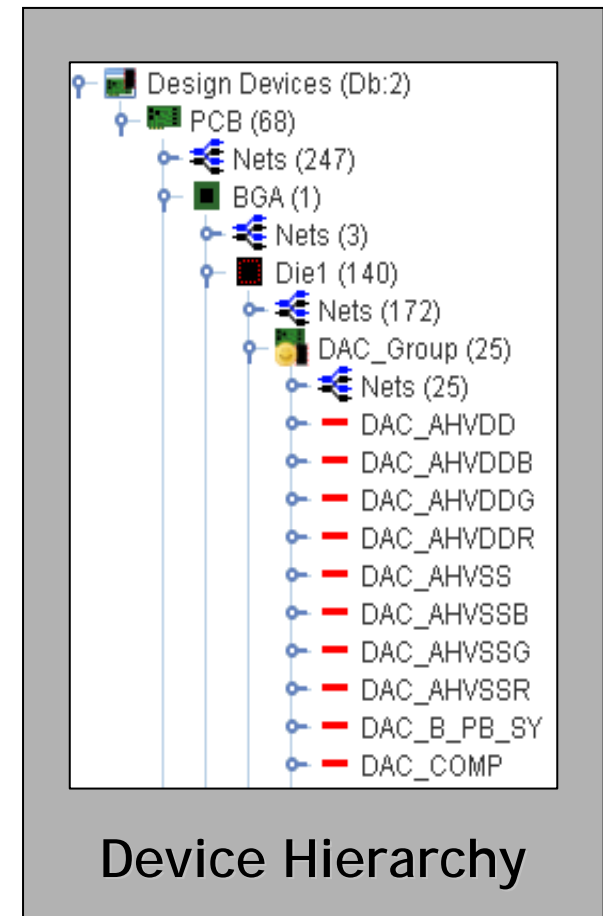 Design Devices (Db:2)
PCB (68)
Nets (247)
BGA (1)
Nets (3)
Die1 (140)
Nets (172)
DAC_Group (25)
Nets (25)
DAC_AHVDD
DAC_AHVDDB
DAC_AHVDDG
DAC_AHVDDR
DAC_AHVSS
DAC_AHVSSB
DAC_AHVSSG
DAC_AHVSSR
DAC_B_PB_SY
DAC_COMP
Device Hierarchy